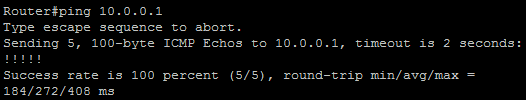 Router#ping 10.0.0.1
Type escape sequence to abort.
Sending 5, 100-byte ICMP Echos to 10.0.0.1, timeout is 2 seconds:
!!!!!
Success rate is 100 percent (5/5), round-trip min/avg/max =
184/272/408 ms